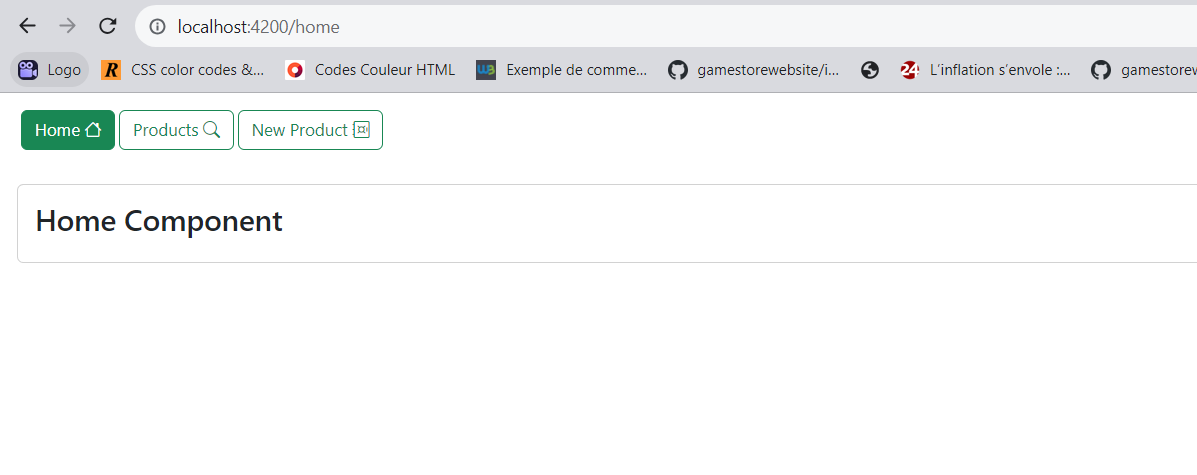 localhost:4200/home
Logo CSS color codes &... Codes Couleur HTML Exemple de comme... gamestorewebsite/i... L'inflation s'envole :... gamestorew
Home Products New Product
Home Component